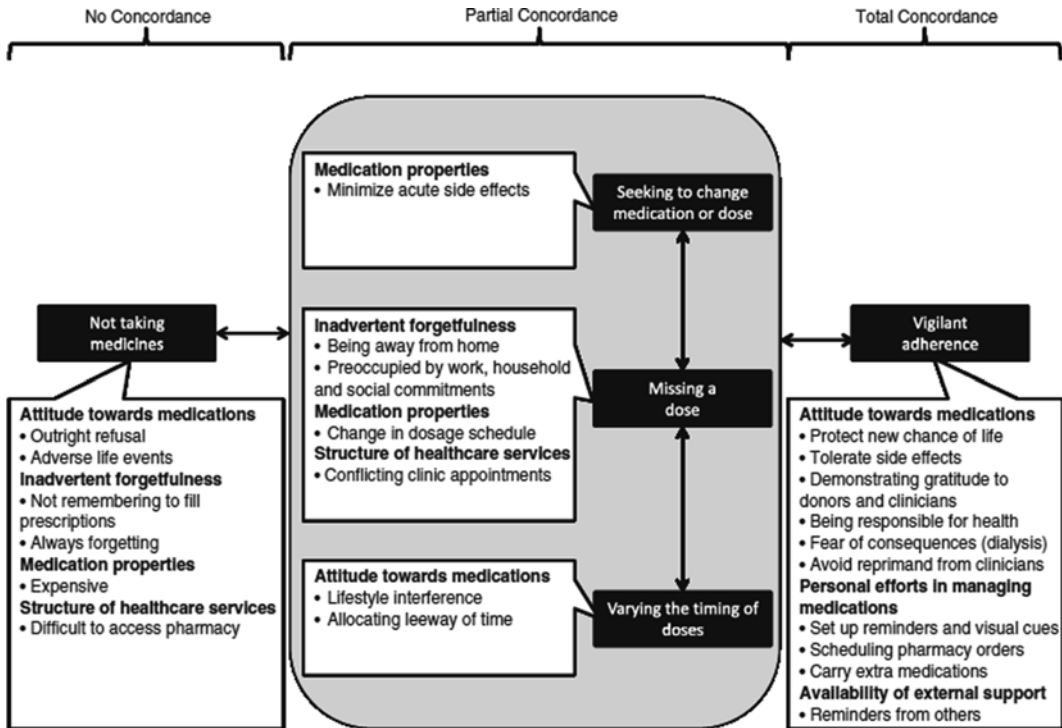 No Concordance
Partial Concordance
Total Concordance
Not taking
medicines
Attitude towards medications
• Outright refusal
• Adverse life events
Inadvertent forgetfulness
• Not remembering to fill
prescriptions
• Always forgetting
Medication properties
• Expensive
Structure of healthcare services
• Difficult to access pharmacy
Medication properties
• Minimize acute side effects
Seeking to change
medication or dose
Inadvertent forgetfulness
• Being away from home
• Preoccupied by work, household
and social commitments
Medication properties
• Change in dosage schedule
Structure of healthcare services
• Conflicting clinic appointments
Missing a
dose
Attitude towards medications
• Lifestyle interference
• Allocating leeway of time
Varying the timing of
doses
Vigilant
adherence
Attitude towards medications
• Protect new chance of life
• Tolerate side effects
• Demonstrating gratitude to
donors and clinicians
• Being responsible for health
• Fear of consequences (dialysis)
• Avoid reprimand from clinicians
Personal efforts in managing
medications
• Set up reminders and visual cues
• Scheduling pharmacy orders
• Carry extra medications
Availability of external support
• Reminders from others